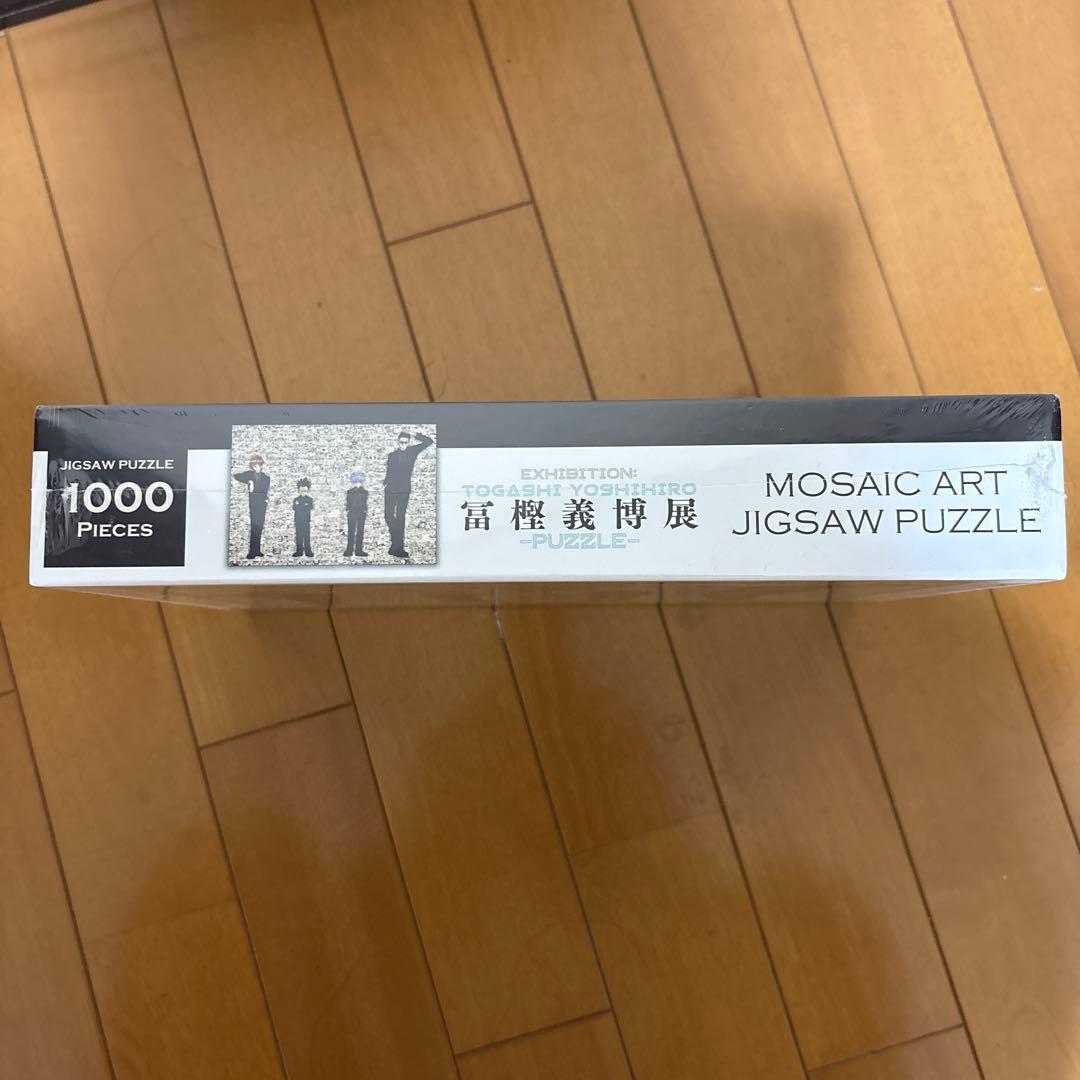 JIGSAW PUZZLE
1000
PIECES
EXHIBITION:
TOGASHI YOSHIHIRO
冨樫義博展
-PUZZLE-
MOSAIC ART
JIGSAW PUZZLE